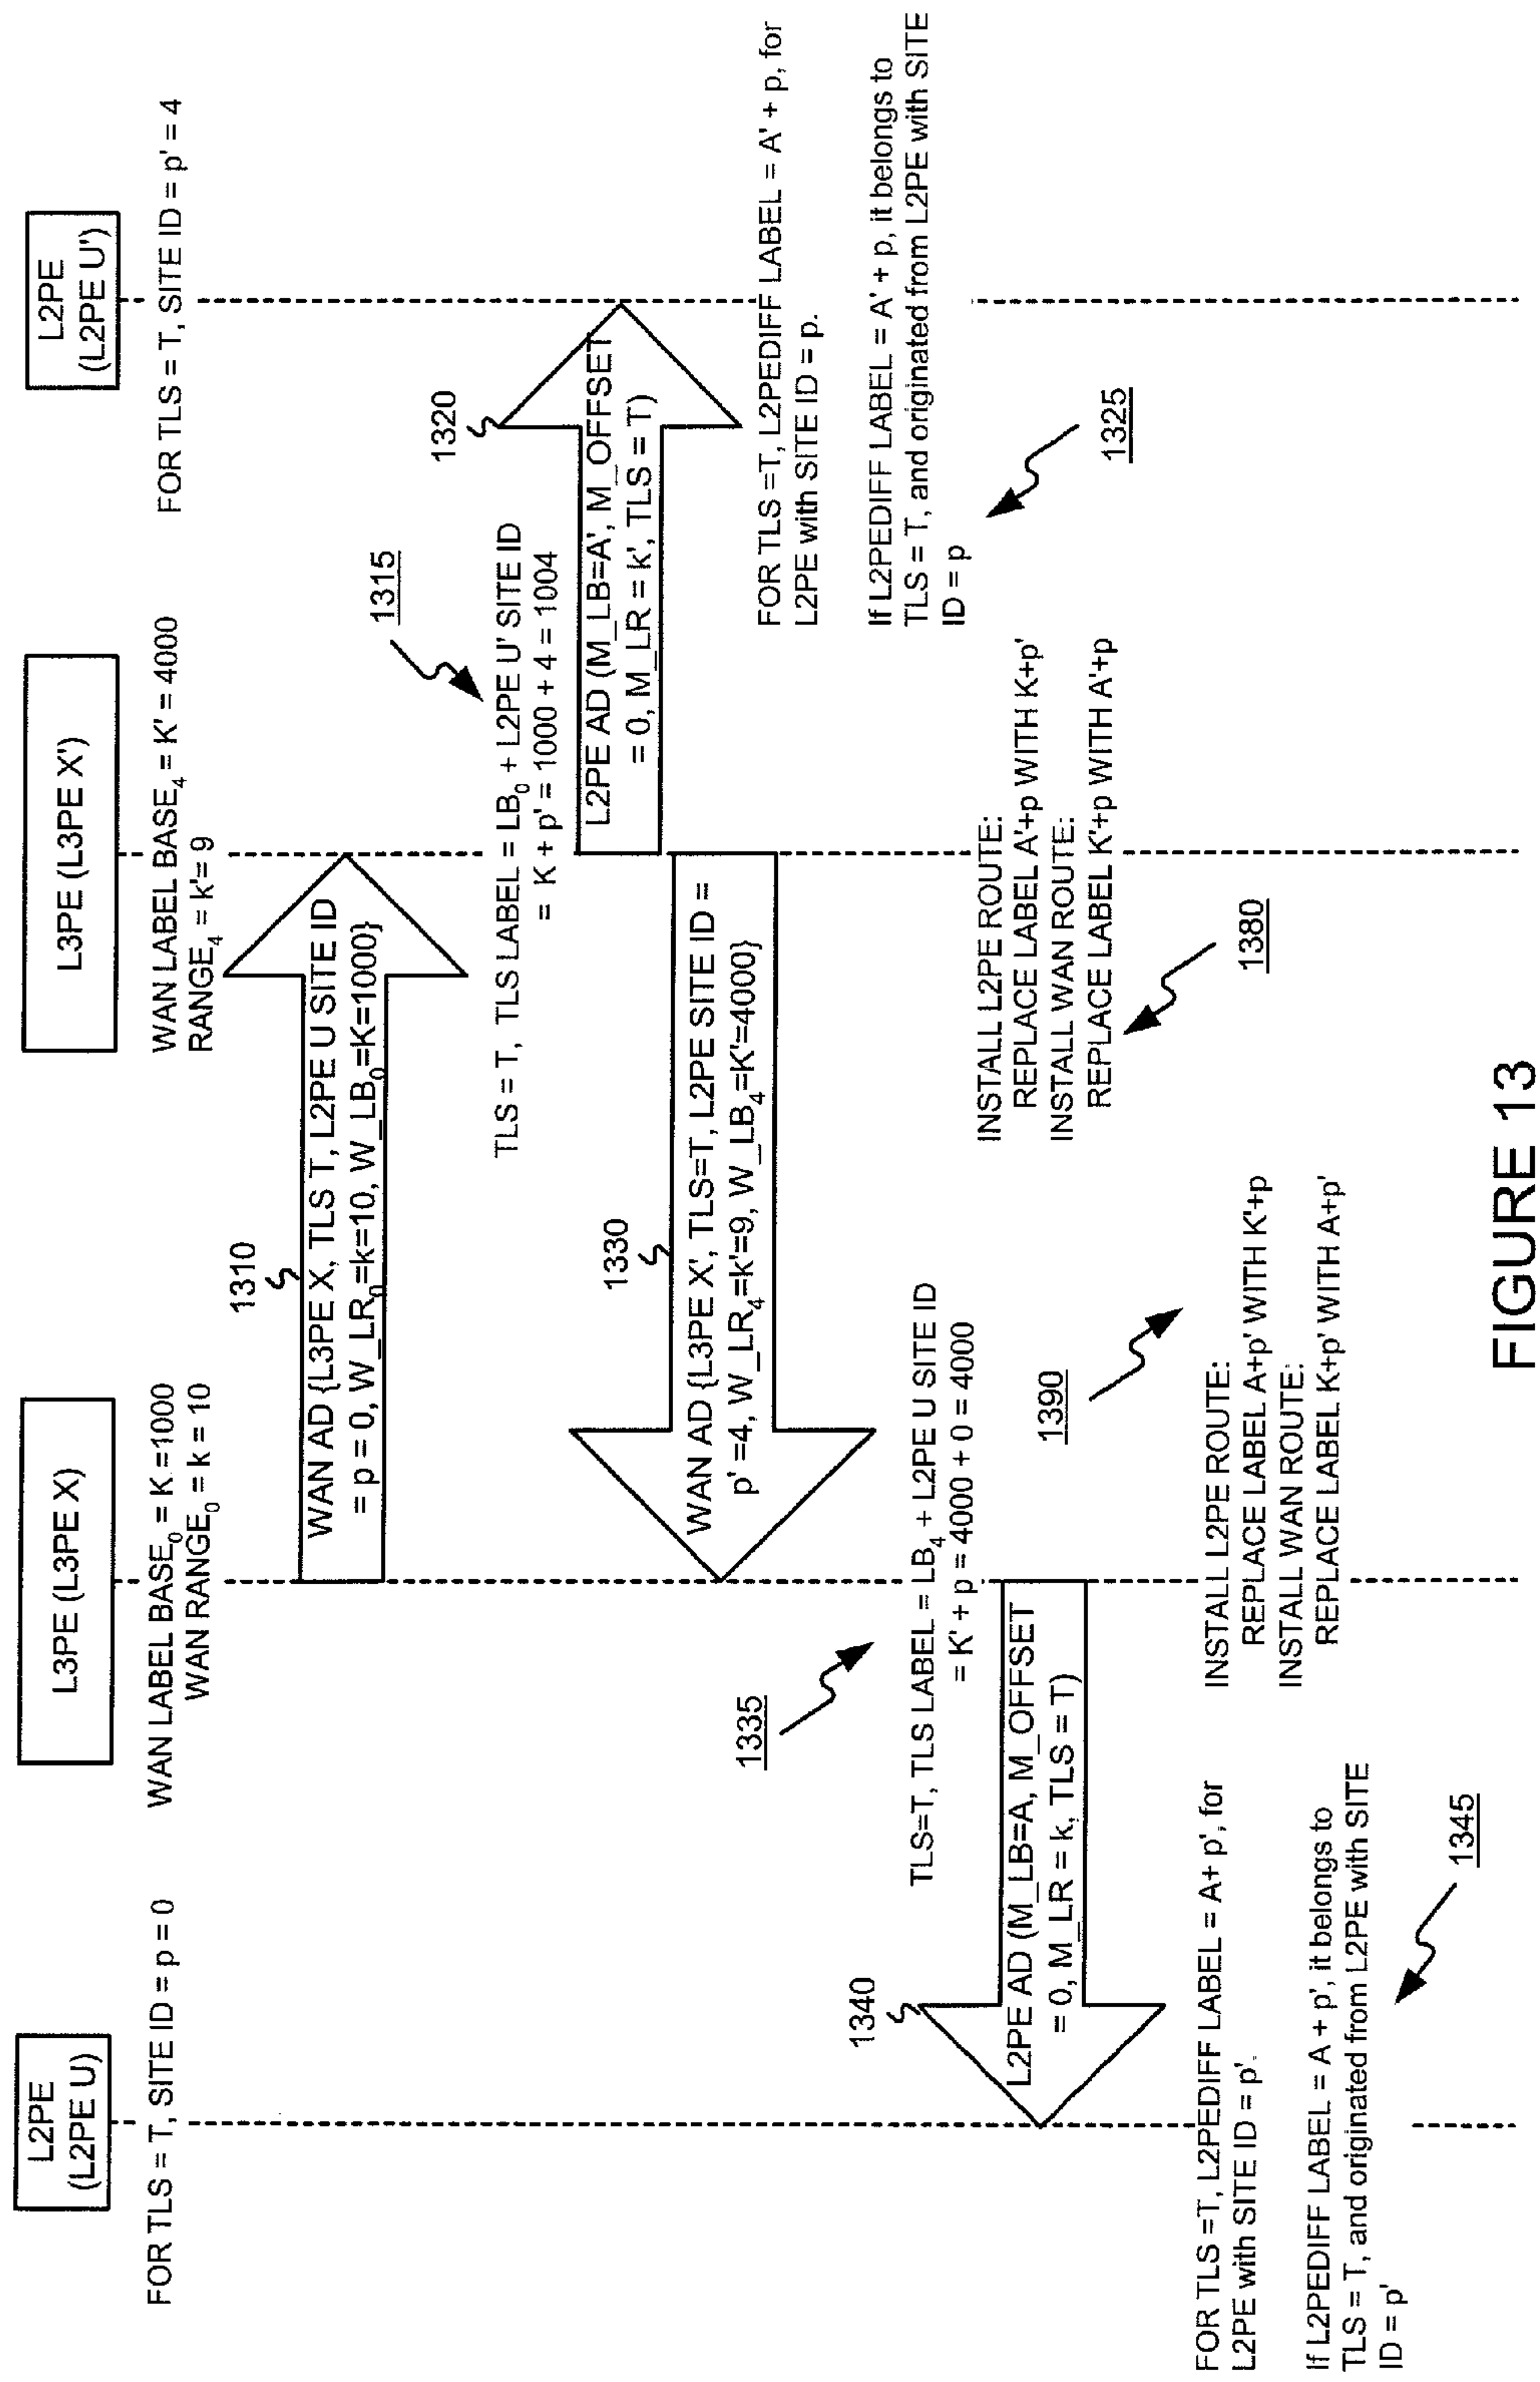 L2PE
(L2PE U)
FOR TLS = T, SITE ID = p = 0
L3PE (L3PE X)
WAN LABEL BASE₀ = K =1000
WAN RANGE₀ = k = 10
L3PE (L3PE X')
WAN LABEL BASE₄ = K' = 4000
RANGE₄ = k'= 9
L2PE
(L2PE U')
FOR TLS = T, SITE ID = p' = 4
1310
WAN AD {L3PE X, TLS T, L2PE U SITE ID
= p = 0, W_LR₀=k=10, W_LB₀=K=1000}
1315
TLS = T, TLS LABEL = LB₀ + L2PE U' SITE ID
= K + p' = 1000 + 4 = 1004
1320
L2PE AD (M_LB=A', M_OFFSET
= 0, M_LR = k', TLS = T)
FOR TLS =T, L2PEDIFF LABEL = A' + p, for
L2PE with SITE ID = p.
If L2PEDIFF LABEL = A' + p, it belongs to
TLS = T, and originated from L2PE with SITE
ID = p
1325
1330
WAN AD {L3PE X', TLS=T, L2PE SITE ID =
p' =4, W_LR₄=k'=9, W_LB₄=K'=4000}
1335
TLS=T, TLS LABEL = LB₄ + L2PE U SITE ID
= K' + p = 4000 + 0 = 4000
1340
L2PE AD (M_LB=A, M_OFFSET
= 0, M_LR = k, TLS = T)
FOR TLS =T, L2PEDIFF LABEL = A+ p', for
L2PE with SITE ID = p'.
If L2PEDIFF LABEL = A + p', it belongs to
TLS = T, and originated from L2PE with SITE
ID = p'
1345
1390
INSTALL L2PE ROUTE:
REPLACE LABEL A+p' WITH K'+p
INSTALL WAN ROUTE:
REPLACE LABEL K+p' WITH A+p'
INSTALL L2PE ROUTE:
REPLACE LABEL A'+p WITH K+p'
INSTALL WAN ROUTE:
REPLACE LABEL K'+p WITH A'+p
1380
FIGURE 13